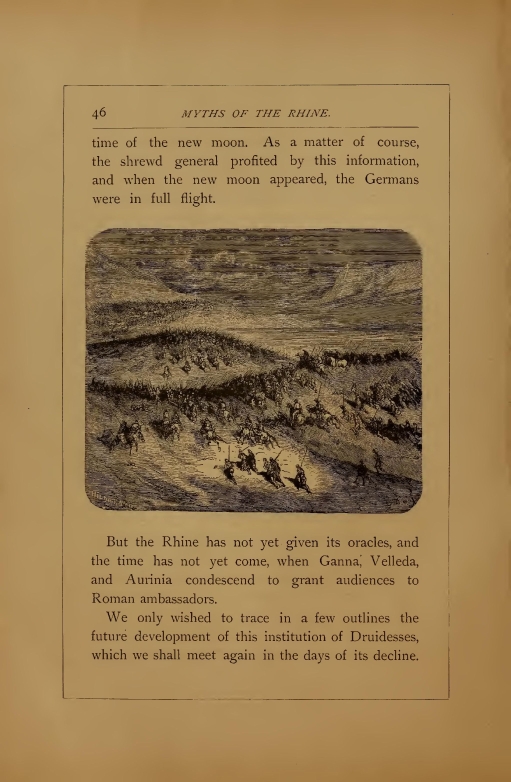 46 MYTHS OF THE RHINE.
time of the new moon. As a matter of course,
the shrewd general profited by this information,
and when the new moon appeared, the Germans
were in full flight.
But the Rhine has not yet given its oracles, and
the time has not yet come, when Ganna, Velleda,
and Aurinia condescend to grant audiences to
Roman ambassadors.
We only wished to trace in a few outlines the
future development of this institution of Druidesses,
which we shall meet again in the days of its decline.